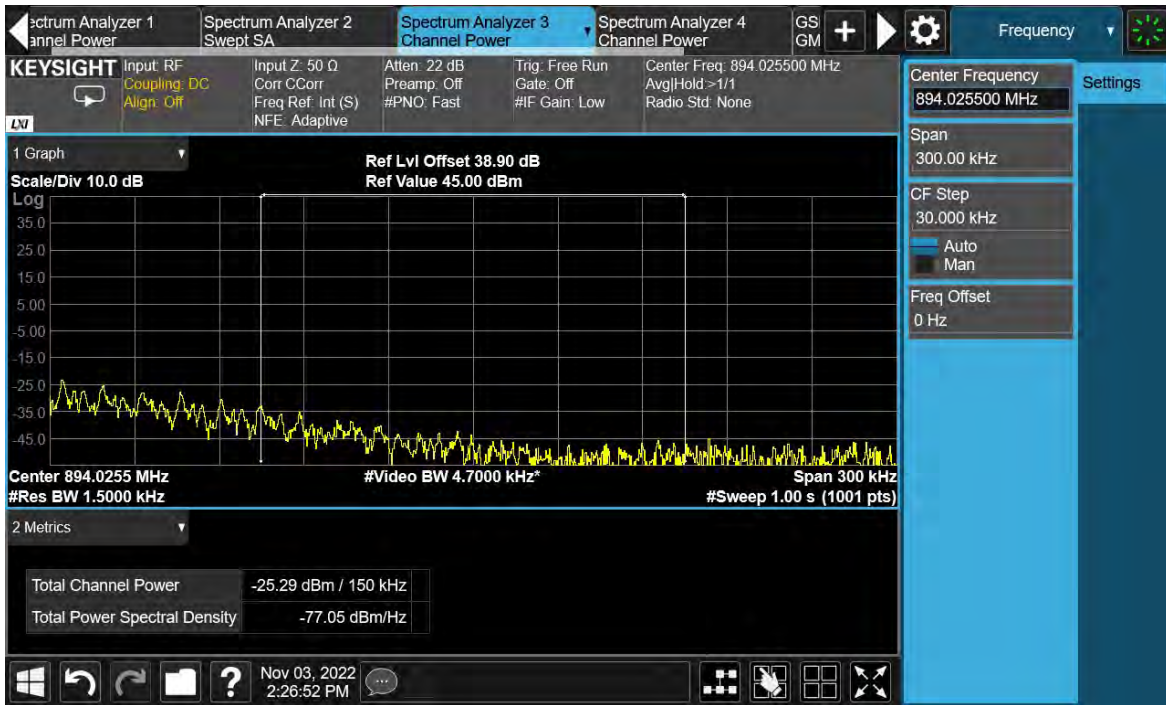 ectrum Analyzer 1
annel Power
Spectrum Analyzer 2
Swept SA
Spectrum Analyzer 3
Channel Power
Spectrum Analyzer 4
Channel Power
GS
GM
Frequency
KEYSIGHT
LXI
Input: RF
Coupling: DC
Align: Off
Input Z: 50 Ω
Corr CCorr
Freq Ref: Int (S)
NFE: Adaptive
Atten: 22 dB
Preamp: Off
#PNO: Fast
Trig: Free Run
Gate: Off
#IF Gain: Low
Center Freq: 894.025500 MHz
Avg|Hold:>1/1
Radio Std: None
Center Frequency
894.025500 MHz
Settings
Span
300.00 kHz
CF Step
30.000 kHz
Auto
Man
Freq Offset
0 Hz
1 Graph
Scale/Div 10.0 dB
Ref Lvl Offset 38.90 dB
Ref Value 45.00 dBm
Log
35.0
25.0
15.0
5.00
-5.00
-15.0
-25.0
-35.0
-45.0
Center 894.0255 MHz
#Video BW 4.7000 kHz*
Span 300 kHz
#Res BW 1.5000 kHz
#Sweep 1.00 s (1001 pts)
2 Metrics
Total Channel Power -25.29 dBm / 150 kHz
Total Power Spectral Density -77.05 dBm/Hz
Nov 03, 2022
2:26:52 PM